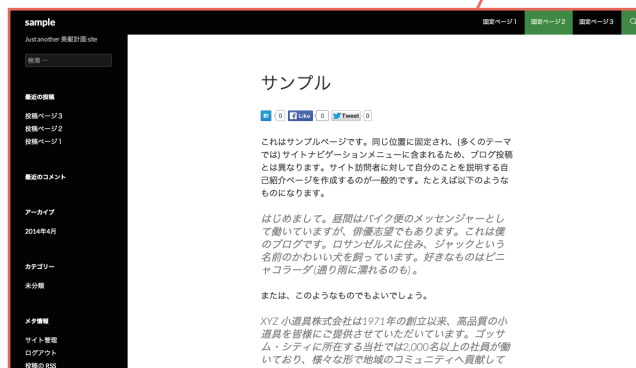 sample
固定ページ1
固定ページ2
固定ページ3
Just another 美駆計画 site
検索 …
最近の投稿
投稿ページ3
投稿ページ2
投稿ページ1
最近のコメント
アーカイブ
2014年4月
カテゴリー
未分類
メタ情報
サイト管理
ログアウト
投稿の RSS
サンプル
B! 0 Like 0 Tweet 0
これはサンプルページです。同じ位置に固定され、(多くのテーマ
では) サイトナビゲーションメニューに含まれるため、ブログ投稿
とは異なります。サイト訪問者に対して自分のことを説明する自
己紹介ページを作成するのが一般的です。たとえば以下のような
ものになります。
はじめまして。昼間はバイク便のメッセンジャーとし
て働いていますが、俳優志望でもあります。これは僕
のブログです。ロサンゼルスに住み、ジャックという
名前のかわいい犬を飼っています。好きなものはピニ
ャコラーダ (通り雨に濡れるのも) 。
または、このようなものでもよいでしょう。
XYZ 小道具株式会社は1971年の創立以来、高品質の小
道具を皆様にご提供させていただいています。ゴッサ
ム・シティに所在する当社では2,000名以上の社員が働
いており、様々な形で地域のコミュニティへ貢献して